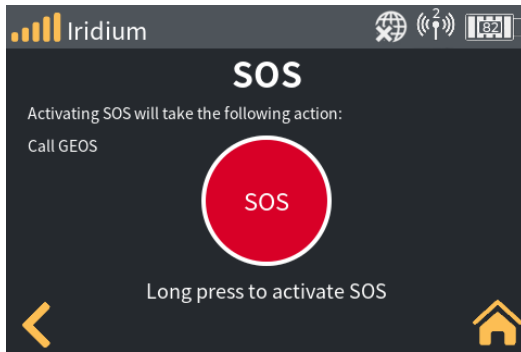 Iridium
2
82
SOS
Activating SOS will take the following action:
Call GEOS
SOS
Long press to activate SOS